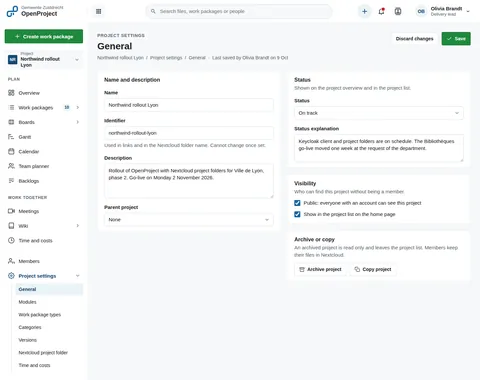 Gemeente Zuiddrecht
OpenProject
Search files, work packages or people
OB
Olivia Brandt
Delivery lead
Create work package
NR
Project
Northwind rollout
Lyon
PLAN
Overview
Work packages
Boards
Gantt
Calendar
Team planner
Backlogs
WORK TOGETHER
Meetings
Wiki
Time and costs
Members
Project settings
General
Modules
Work package types
Categories
Versions
Nextcloud project folder
Time and costs
PROJECT SETTINGS
General
Northwind rollout Lyon / Project settings / General · Last saved by Olivia Brandt on 8 Oct
Discard changes
Save
Name and description
Name
Northwind rollout Lyon
Identifier
northwind-rollout-lyon
Used in links and in the Nextcloud folder name. Cannot change once set.
Description
Rollout of OpenProject with Nextcloud project folders for Ville de Lyon,
phase 2. Go-live on Monday 2 November 2026.
Parent project
None
Status
Shown on the project overview and in the project list.
Status
On track
Status explanation
Keycloak client and project folders are on schedule. The Bibliothèques
go-live moved one week at the request of the department.
Visibility
Who can find this project without being a member.
Public: everyone with an account can see this project
Show in the project list on the home page
Archive or copy
An archived project is read only and leaves the project list. Members keep
their files in Nextcloud.
Archive project
Copy project